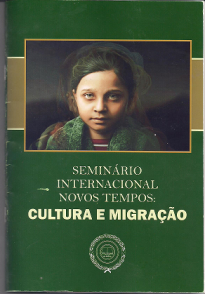 SEMINÁRIO
INTERNACIONAL
NOVOS TEMPOS:
CULTURA E MIGRAÇÃO